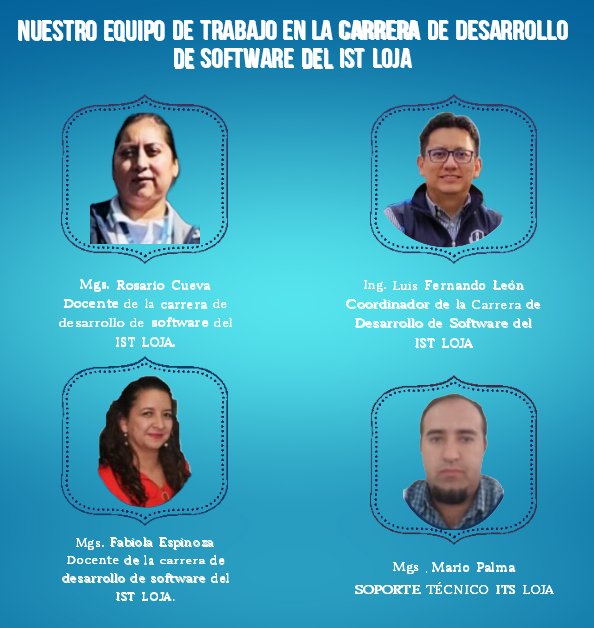 NUESTRO EQUIPO DE TRABAJO EN LA CARRERA DE DESARROLLO
DE SOFTWARE DEL IST LOJA
Mgs. Rosario Cueva
Docente de la carrera de
desarrollo de software del
IST LOJA.
Ing. Luis Fernando León
Coordinador de la Carrera de
Desarrollo de Software del
IST LOJA
Mgs. Fabiola Espinoza
Docente de la carrera de
desarrollo de software del
IST LOJA.
Mgs . Mario Palma
SOPORTE TÉCNICO ITS LOJA